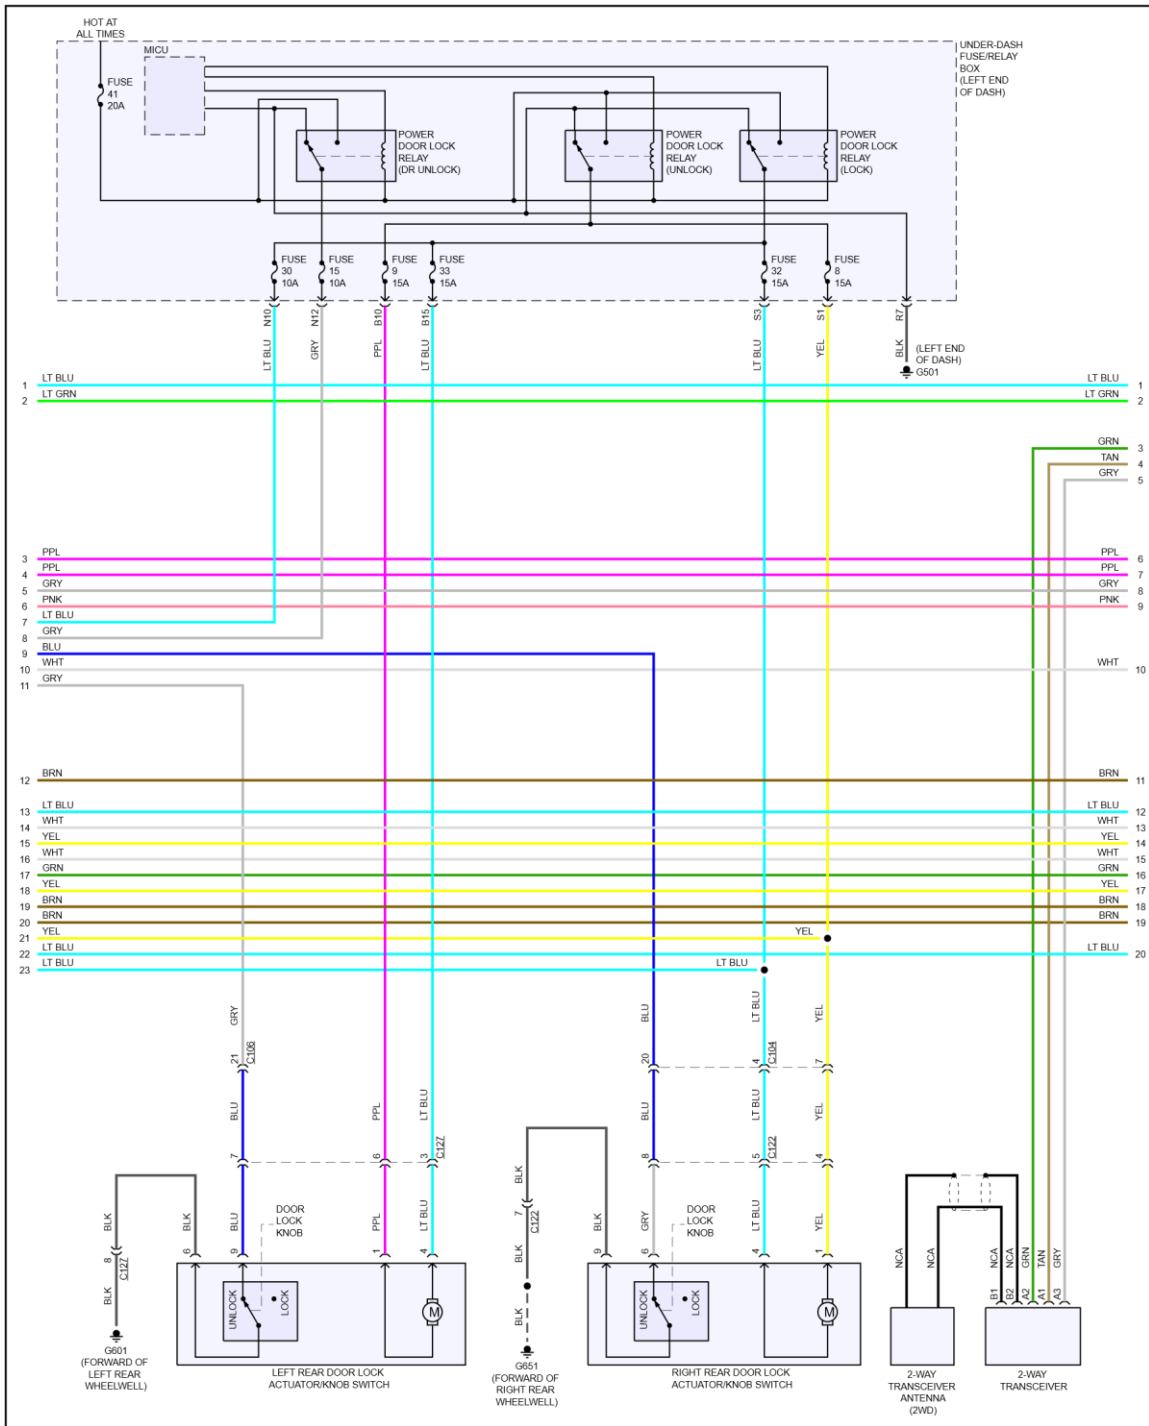 HOT AT
ALL TIMES
MICU
UNDER-DASH
FUSE/RELAY
BOX
(LEFT END
OF DASH)
FUSE
41
20A
POWER
DOOR LOCK
RELAY
(DR UNLOCK)
POWER
DOOR LOCK
RELAY
(UNLOCK)
POWER
DOOR LOCK
RELAY
(LOCK)
FUSE
30
10A
FUSE
15
10A
FUSE
9
15A
FUSE
33
15A
FUSE
32
15A
FUSE
8
15A
N10
N12
B10
B15
S3
S1
R7
LT BLU
GRY
PPL
LT BLU
LT BLU
YEL
BLK
(LEFT END
OF DASH)
G501
1 LT BLU LT BLU 1
2 LT GRN LT GRN 2
GRN 3
TAN 4
GRY 5
3 PPL PPL 6
4 PPL PPL 7
5 GRY GRY 8
6 PNK PNK 9
7 LT BLU
8 GRY
9 BLU
10 WHT WHT 10
11 GRY
12 BRN BRN 11
13 LT BLU LT BLU 12
14 WHT WHT 13
15 YEL YEL 14
16 WHT WHT 15
17 GRN GRN 16
18 YEL YEL 17
19 BRN BRN 18
20 BRN BRN 19
21 YEL YEL
22 LT BLU LT BLU 20
23 LT BLU LT BLU
GRY
BLU
LT BLU
YEL
21
C106
20
4
C104
7
BLU
PPL
LT BLU
BLU
LT BLU
YEL
7
6
3
C127
8
5
C122
4
BLK
8
C127
BLK
BLK
6
BLU
9
DOOR
LOCK
KNOB
PPL
1
LT BLU
4
BLK
7
C122
BLK
BLK
BLK
9
GRY
6
DOOR
LOCK
KNOB
LT BLU
4
YEL
1
NCA
NCA
NCA
B1
NCA
B2
GRN
A2
TAN
A1
GRY
A3
UNLOCK
LOCK
M
UNLOCK
LOCK
M
G601
(FORWARD OF
LEFT REAR
WHEELWELL)
LEFT REAR DOOR LOCK
ACTUATOR/KNOB SWITCH
G651
(FORWARD OF
RIGHT REAR
WHEELWELL)
RIGHT REAR DOOR LOCK
ACTUATOR/KNOB SWITCH
2-WAY
TRANSCEIVER
ANTENNA
(2WD)
2-WAY
TRANSCEIVER